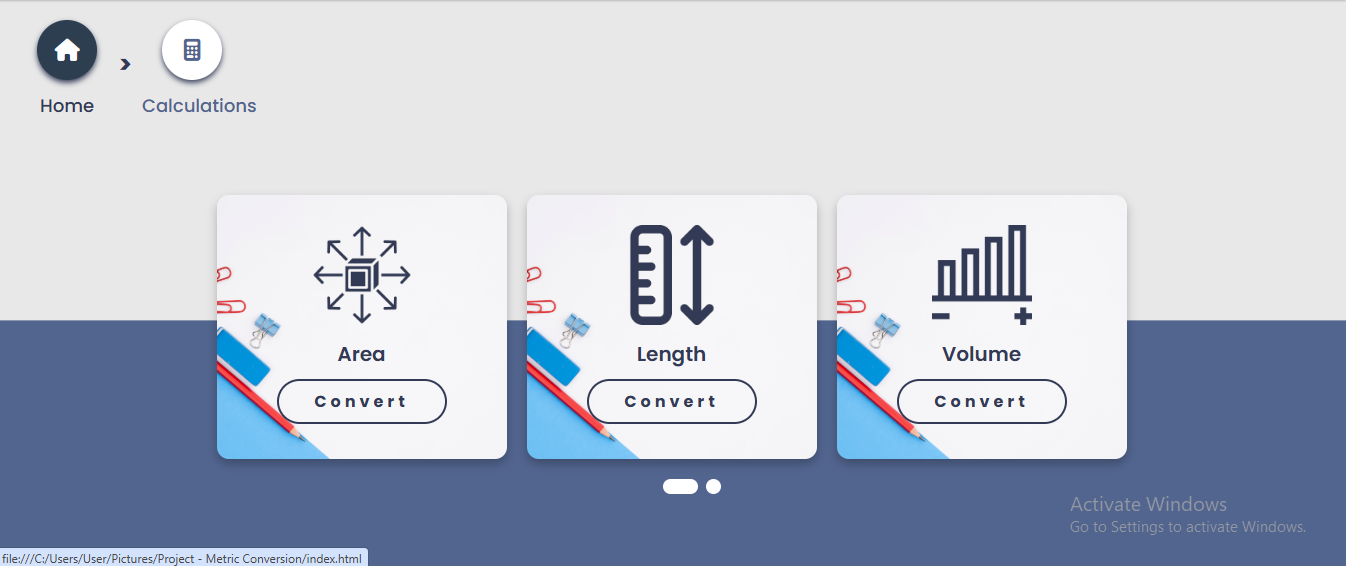 Home
›
Calculations
Area
Length
Volume
Convert
Convert
Convert
Activate Windows
Go to Settings to activate Windows.
file:///C:/Users/User/Pictures/Project - Metric Conversion/index.html